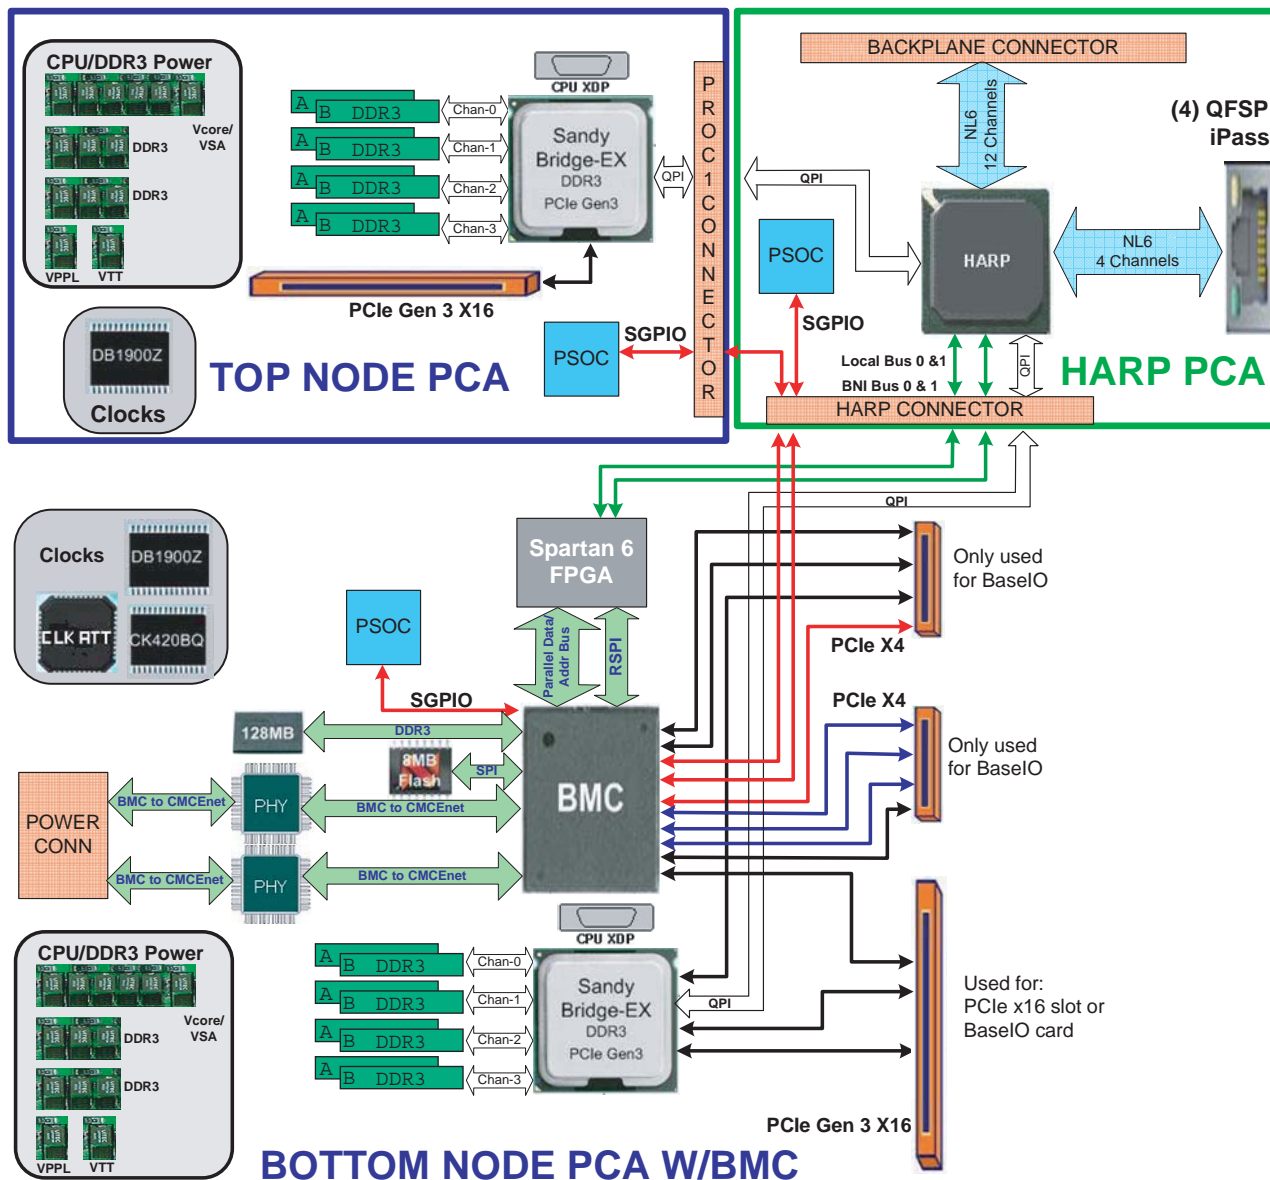 CPU/DDR3 Power
Vcore/
VSA
DDR3
DDR3
VPPL
VTT
DB1900Z
Clocks
CPU XDP
A
B DDR3
Chan-0
A
B DDR3
Chan-1
A
B DDR3
Chan-2
A
B DDR3
Chan-3
Sandy
Bridge-EX
DDR3
PCIe Gen3
QPI
PCIe Gen 3 X16
PSOC
SGPIO
TOP NODE PCA
PROC1CONNECTOR
BACKPLANE CONNECTOR
NL6
12 Channels
(4) QFSP
iPass
QPI
PSOC
HARP
NL6
4 Channels
SGPIO
Local Bus 0 &1
BNI Bus 0 & 1
QPI
HARP PCA
HARP CONNECTOR
QPI
Clocks
DB1900Z
CLK ATT
CK420BQ
Spartan 6
FPGA
PSOC
SGPIO
Parallel Data/
Addr Bus
RSPI
Only used
for BaseIO
PCIe X4
PCIe X4
Only used
for BaseIO
128MB
DDR3
8MB
Flash
SPI
BMC
POWER
CONN
BMC to CMCEnet
PHY
BMC to CMCEnet
BMC to CMCEnet
PHY
BMC to CMCEnet
CPU/DDR3 Power
Vcore/
VSA
DDR3
DDR3
VPPL
VTT
CPU XDP
A
B DDR3
Chan-0
A
B DDR3
Chan-1
A
B DDR3
Chan-2
A
B DDR3
Chan-3
Sandy
Bridge-EX
DDR3
PCIe Gen3
QPI
Used for:
PCIe x16 slot or
BaseIO card
PCIe Gen 3 X16
BOTTOM NODE PCA W/BMC